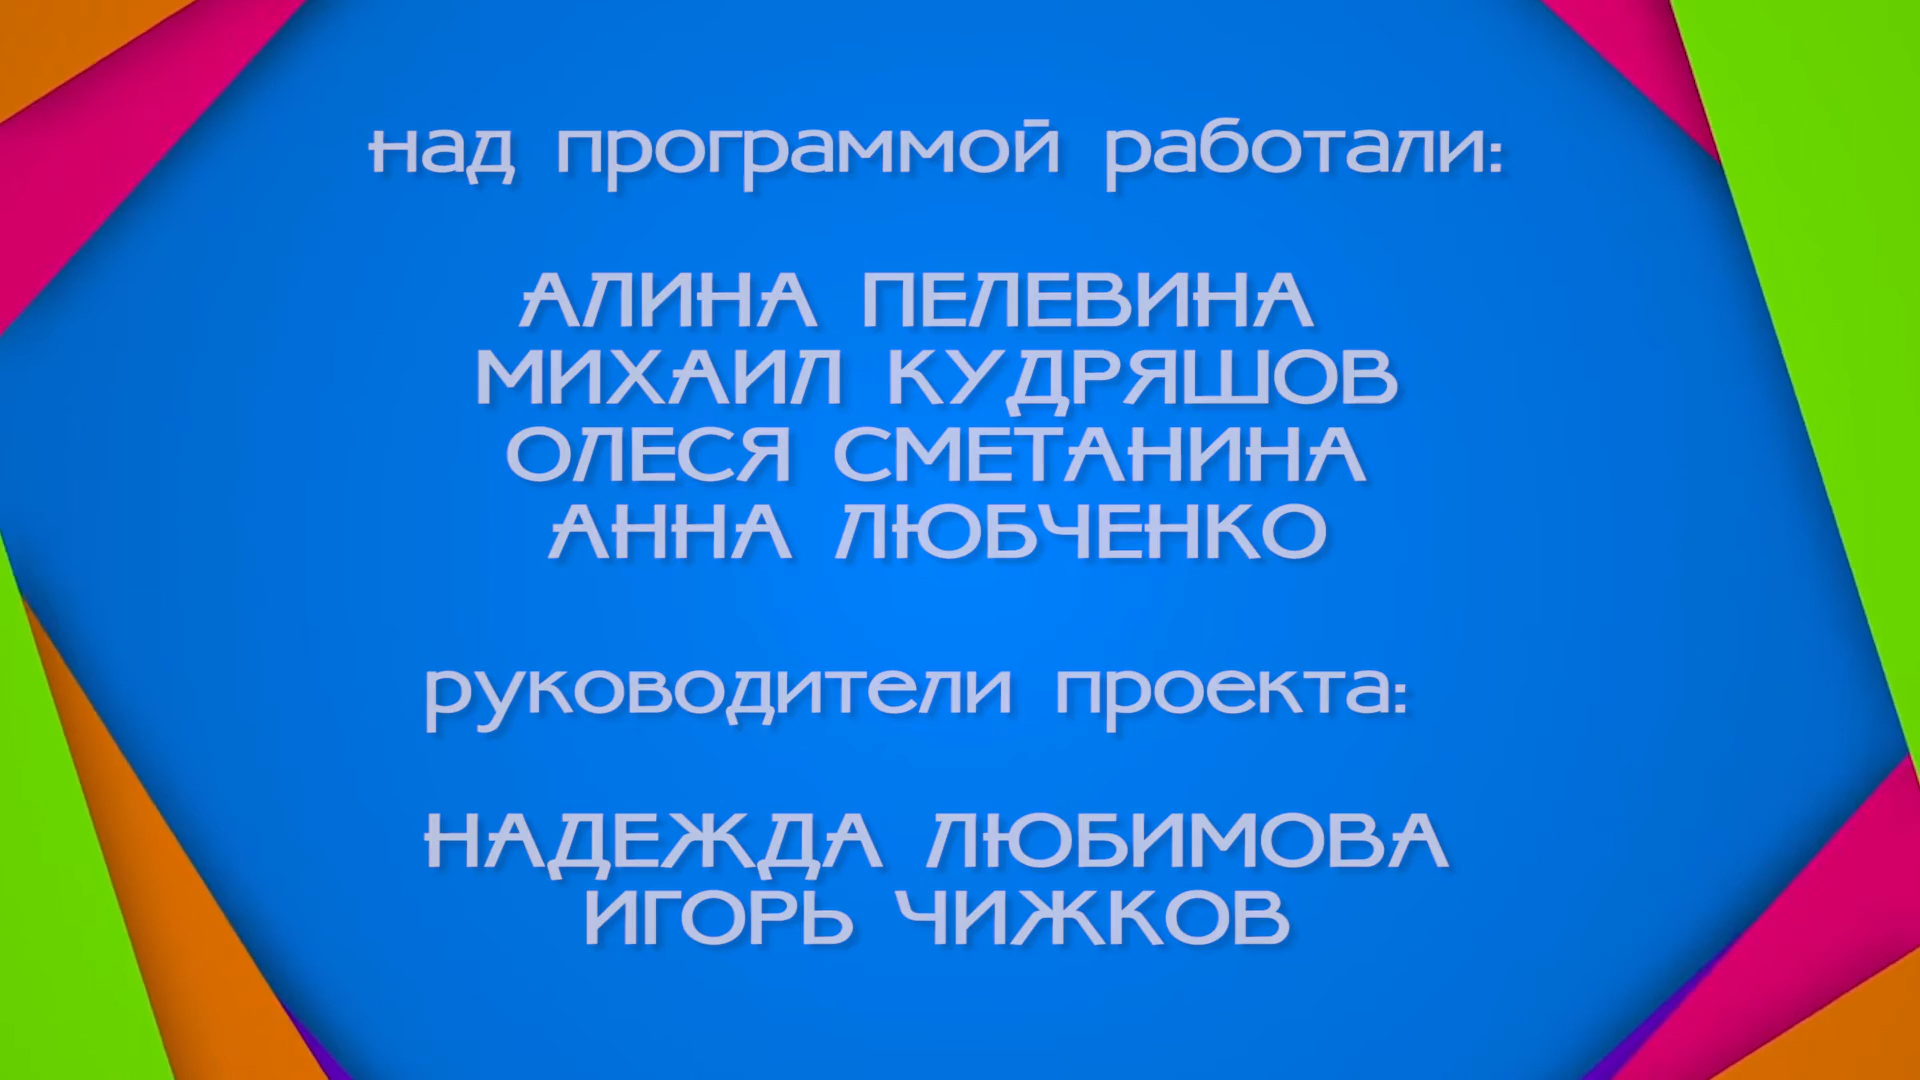 над программой работали:
АЛИНА ПЕЛЕВИНА
МИХАИЛ КУДРЯШОВ
ОЛЕСЯ СМЕТАНИНА
АННА ЛЮБЧЕНКО
руководители проекта:
НАДЕЖДА ЛЮБИМОВА
ИГОРЬ ЧИЖКОВ